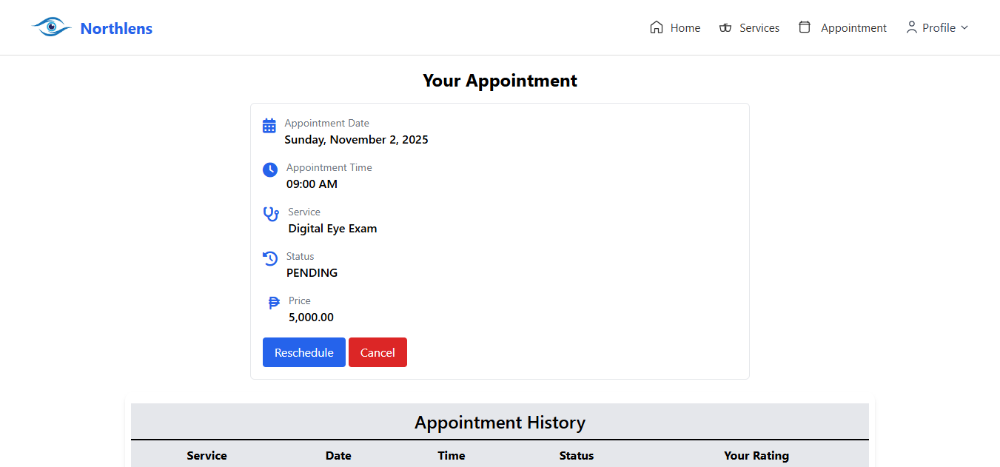 Northlens
Home Services Appointment Profile
Your Appointment
Appointment Date
Sunday, November 2, 2025
Appointment Time
09:00 AM
Service
Digital Eye Exam
Status
PENDING
Price
5,000.00
Reschedule Cancel
Appointment History
Service Date Time Status Your Rating